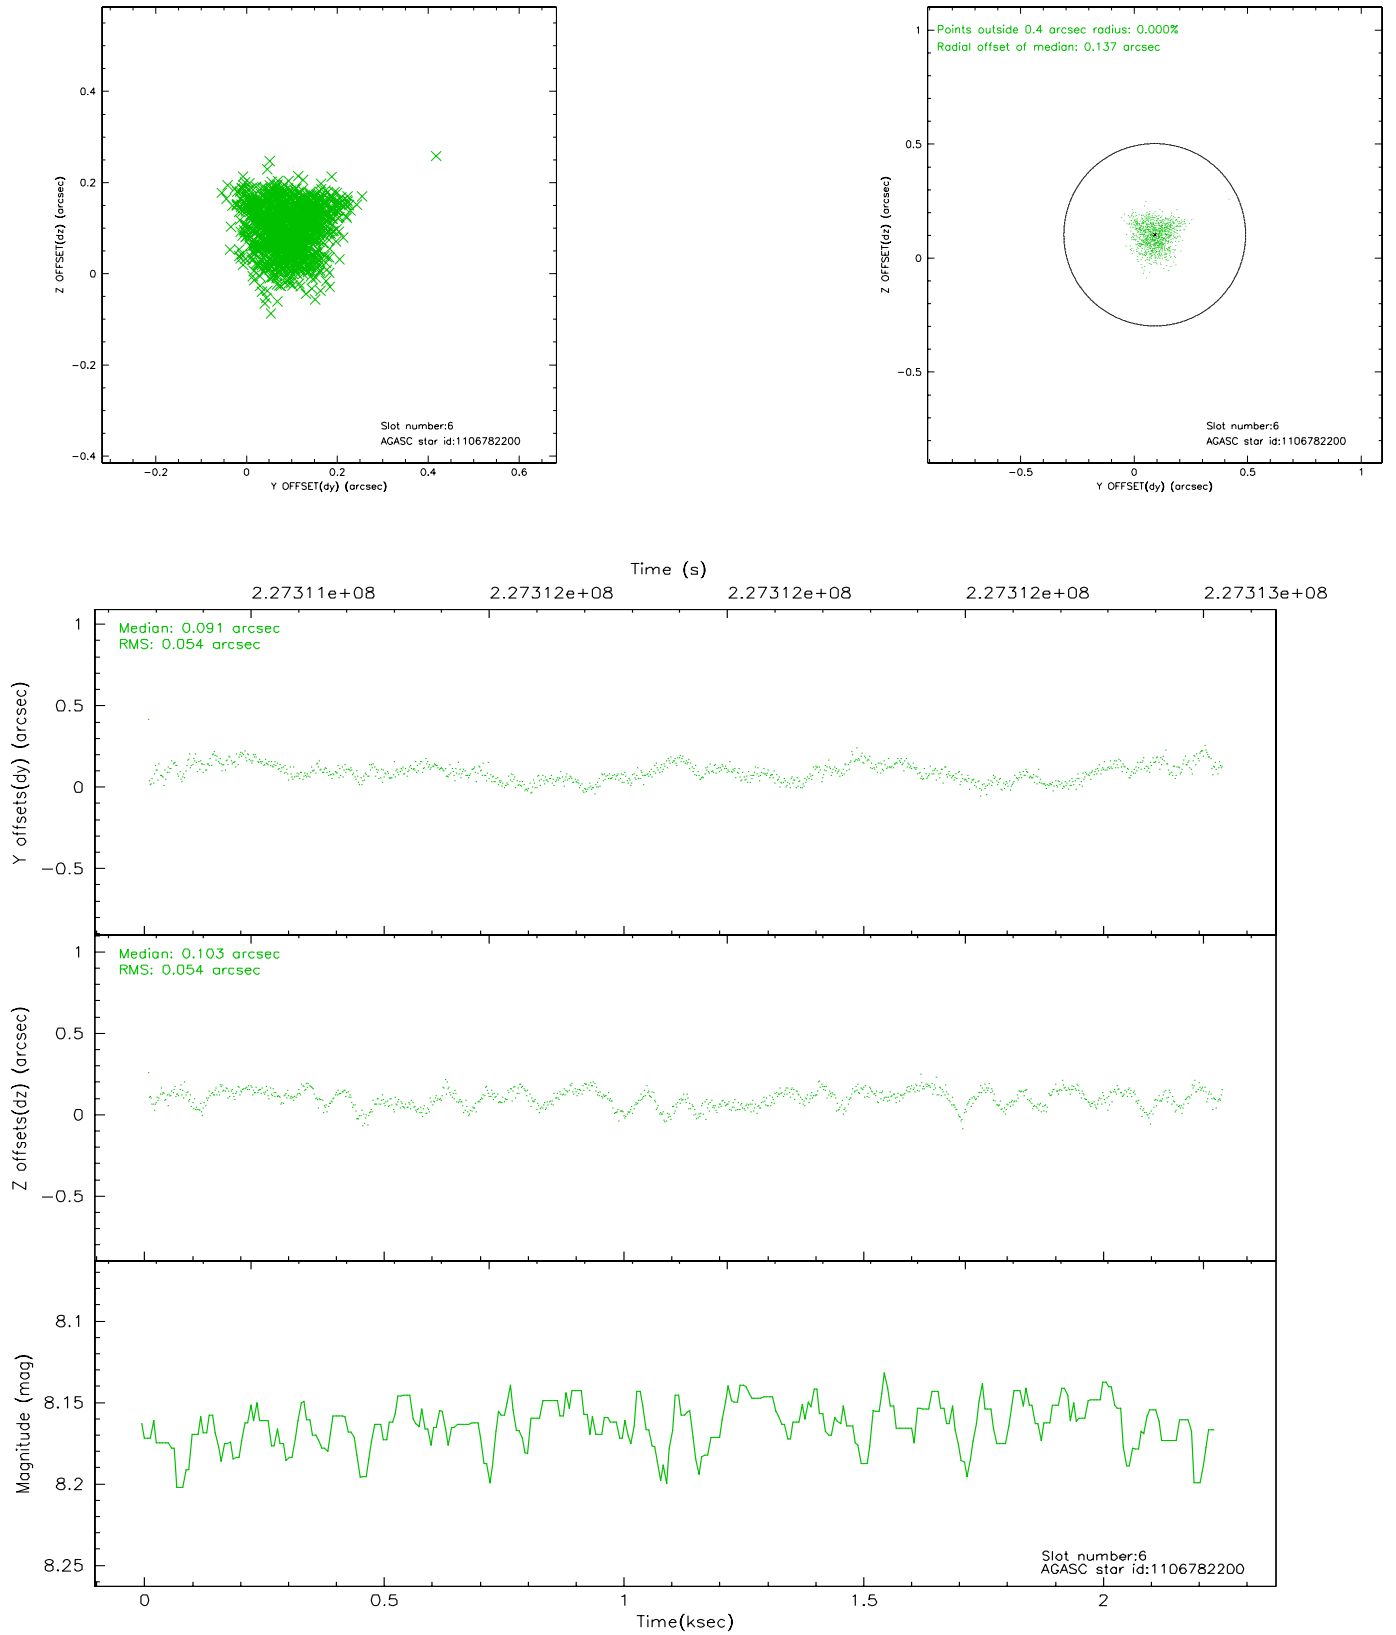 0.4
0.2
0
−0.2
−0.4
Z OFFSET(dz) (arcsec)
Slot number:6
AGASC star id:1106782200
−0.2 0 0.2 0.4 0.6
Y OFFSET(dy) (arcsec)
Points outside 0.4 arcsec radius: 0.000%
Radial offset of median: 0.137 arcsec
1
0.5
0
−0.5
Z OFFSET(dz) (arcsec)
Slot number:6
AGASC star id:1106782200
−0.5 0 0.5 1
Y OFFSET(dy) (arcsec)
Time (s)
2.27311e+08 2.27312e+08 2.27312e+08 2.27312e+08 2.27313e+08
Median: 0.091 arcsec
RMS: 0.054 arcsec
1
0.5
0
−0.5
Y offsets(dy) (arcsec)
Median: 0.103 arcsec
RMS: 0.054 arcsec
1
0.5
0
−0.5
Z offsets(dz) (arcsec)
8.1
8.15
8.2
8.25
Magnitude (mag)
Slot number:6
AGASC star id:1106782200
0 0.5 1 1.5 2
Time(ksec)